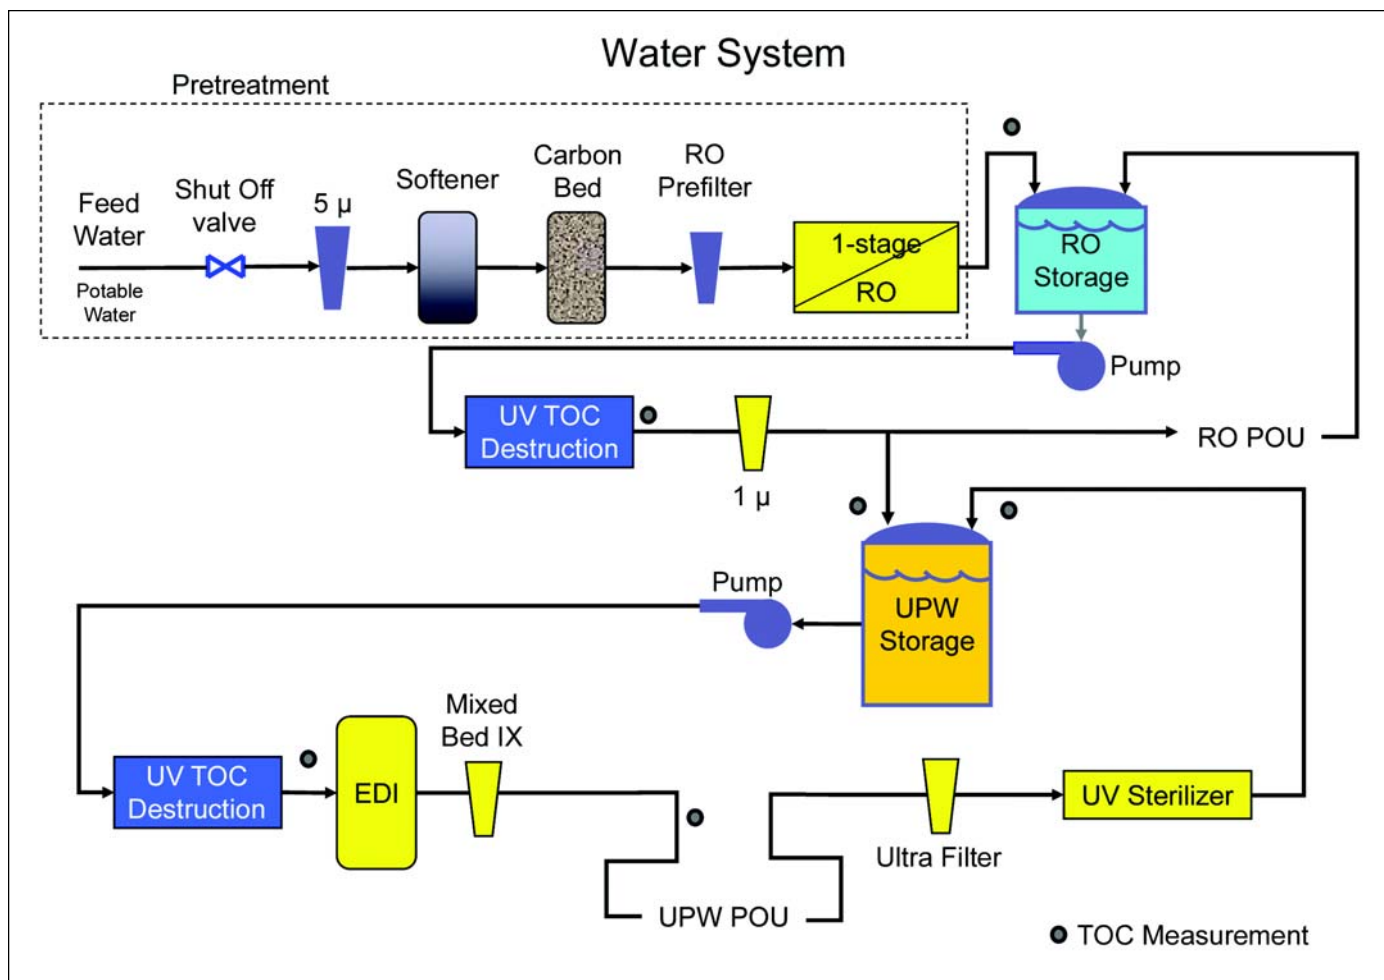 Water System
Pretreatment
Feed
Water
Potable
Water
Shut Off
valve
5 µ
Softener
Carbon
Bed
RO
Prefilter
1-stage
RO
RO
Storage
Pump
UV TOC
Destruction
1 µ
RO POU
UPW
Storage
Pump
UV TOC
Destruction
EDI
Mixed
Bed IX
UPW POU
Ultra Filter
UV Sterilizer
TOC Measurement